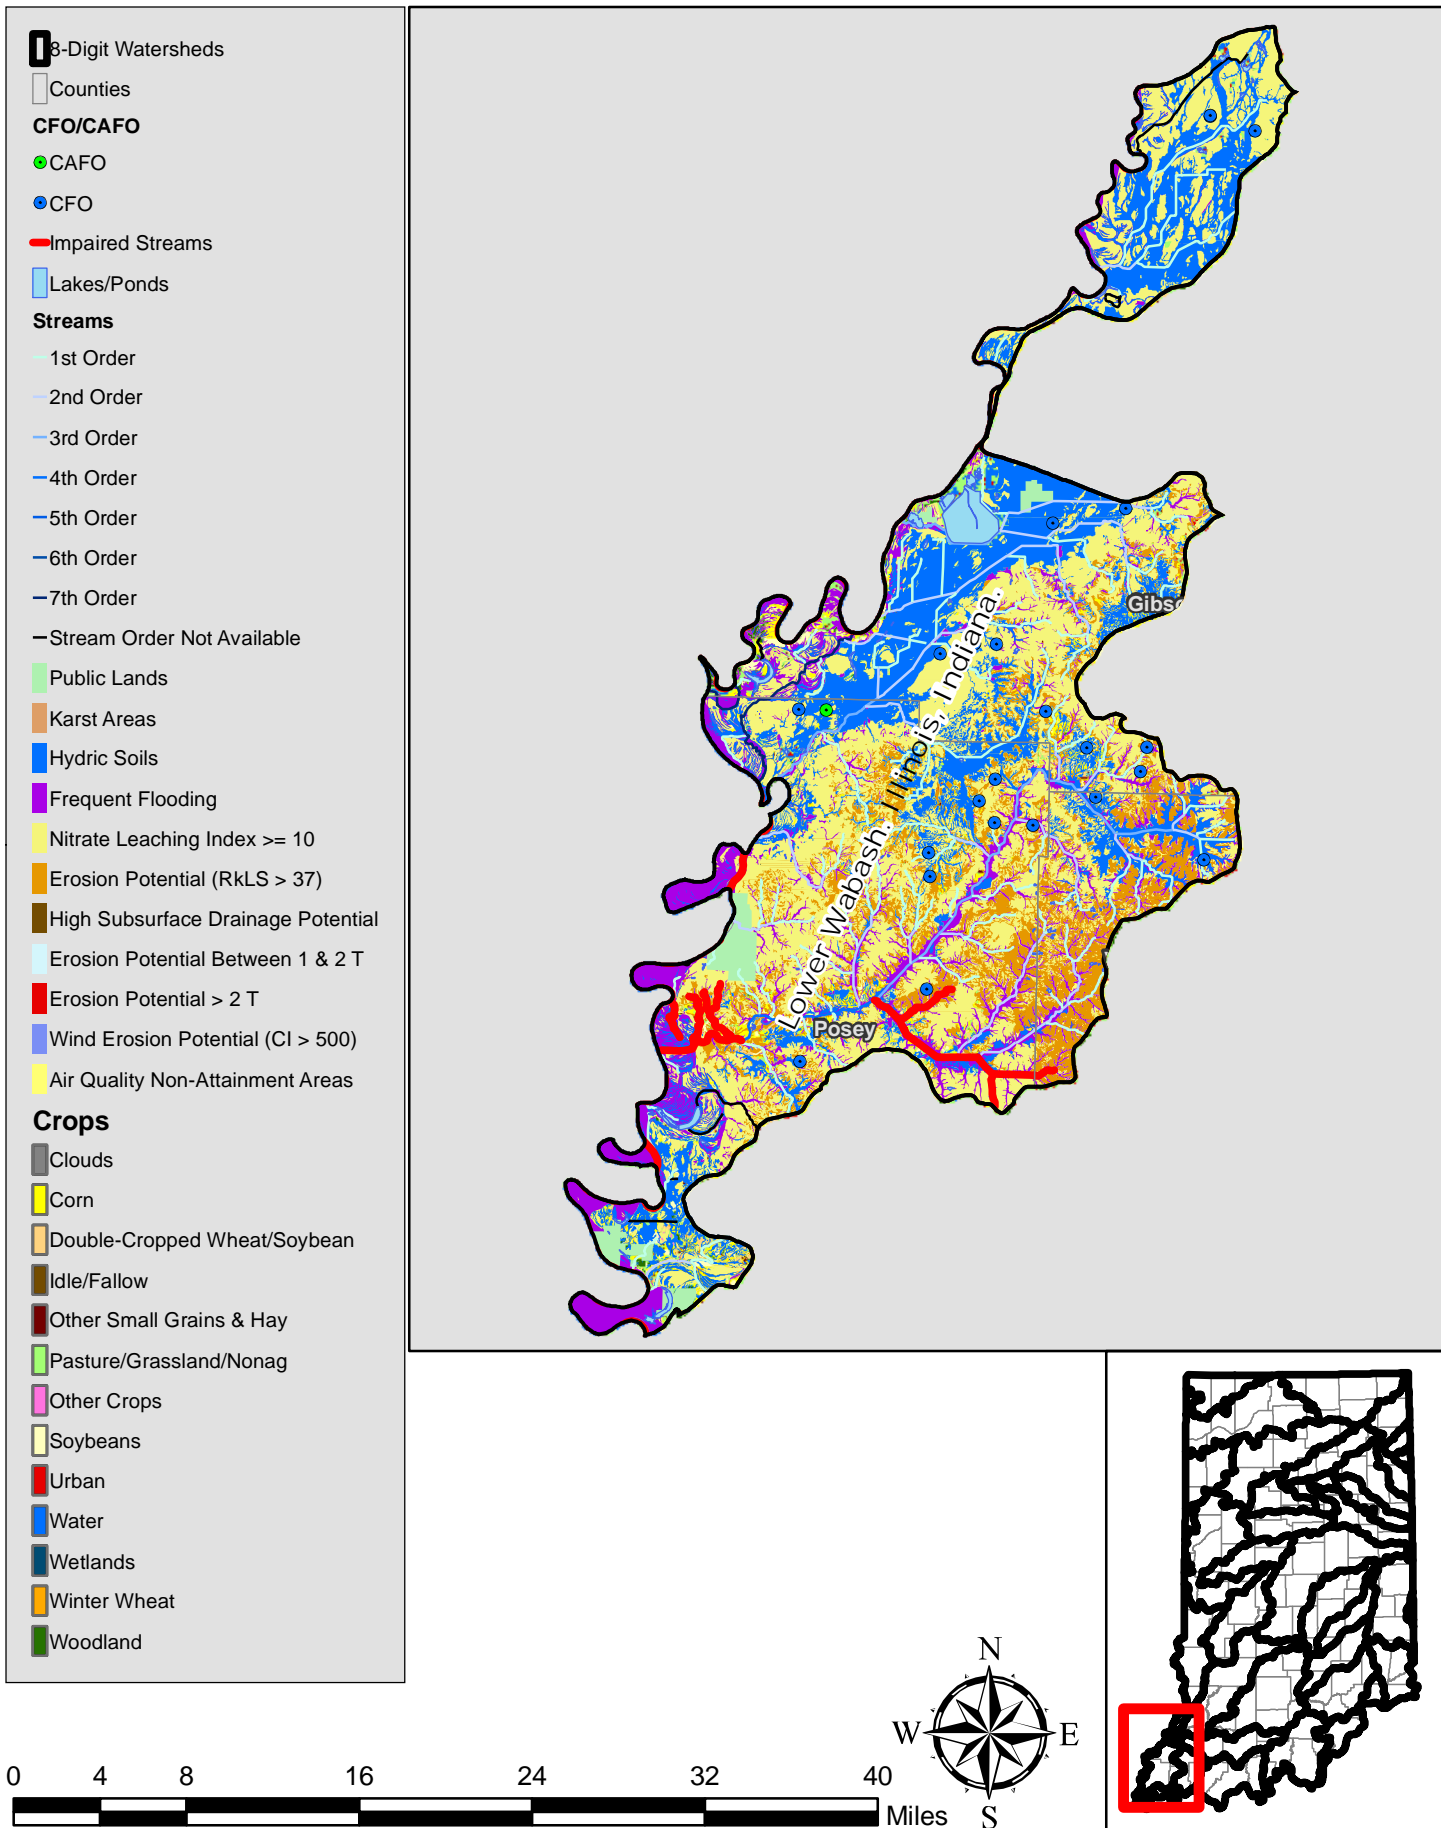 8-Digit Watersheds
Counties
CFO/CAFO
CAFO
CFO
Impaired Streams
Lakes/Ponds
Streams
1st Order
2nd Order
3rd Order
4th Order
5th Order
6th Order
7th Order
Stream Order Not Available
Public Lands
Karst Areas
Hydric Soils
Frequent Flooding
Nitrate Leaching Index >= 10
Erosion Potential (RkLS > 37)
High Subsurface Drainage Potential
Erosion Potential Between 1 & 2 T
Erosion Potential > 2 T
Wind Erosion Potential (CI > 500)
Air Quality Non-Attainment Areas
Crops
Clouds
Corn
Double-Cropped Wheat/Soybean
Idle/Fallow
Other Small Grains & Hay
Pasture/Grassland/Nonag
Other Crops
Soybeans
Urban
Water
Wetlands
Winter Wheat
Woodland
Gibso
Lower Wabash. Illinois, Indiana.
Posey
N
W E
S
0 4 8 16 24 32 40
Miles